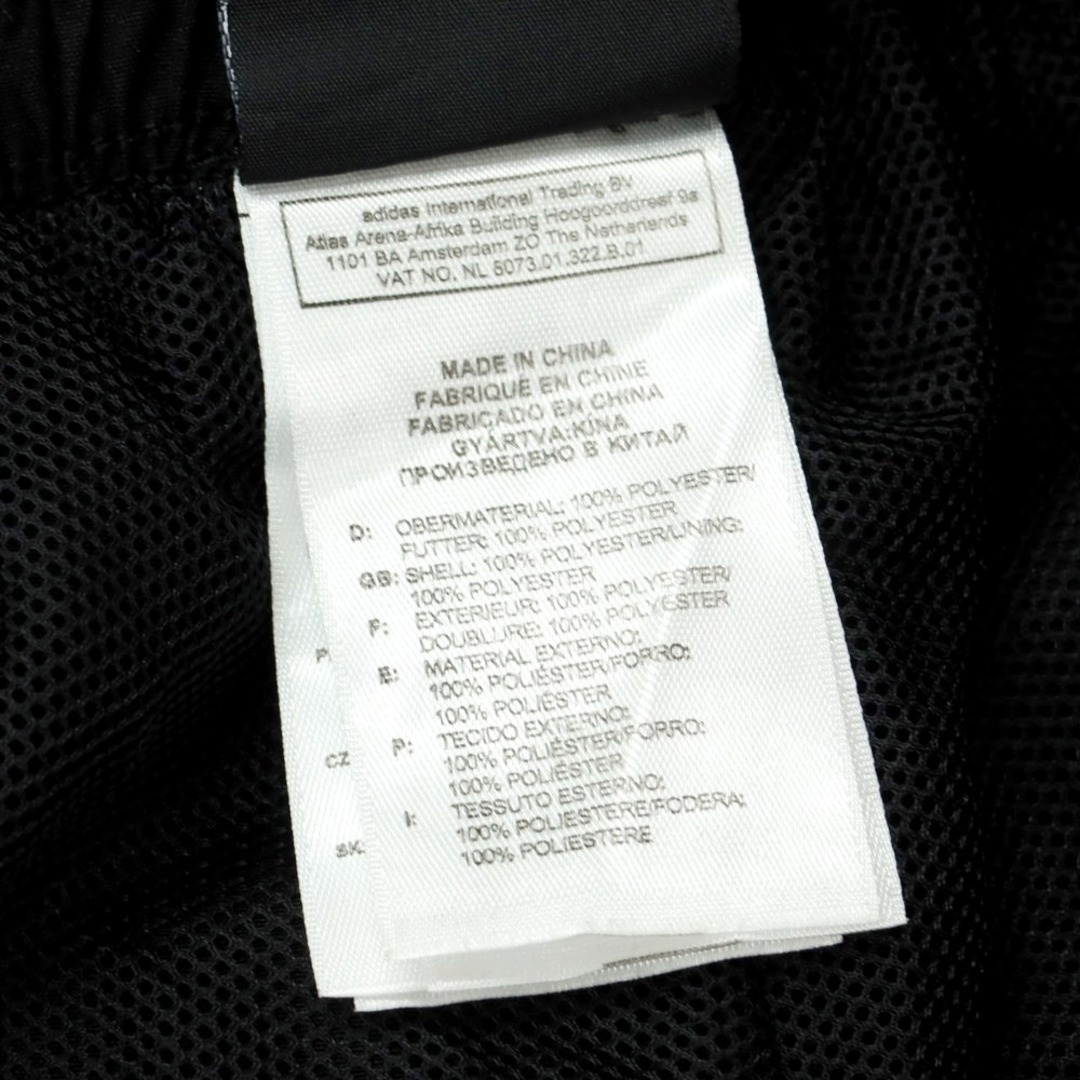 adidas International Trading BV
Atlas Arena-Afrika Building Hoogoorddreef 9a
1101 BA Amsterdam ZO The Netherlands
VAT NO. NL 8073.01.322.B.01
MADE IN CHINA
FABRIQUE EN CHINE
FABRICADO EN CHINA
GYÁRTVA:KÍNA
ПРОИЗВЕДЕНО В КИТАЙ
D: OBERMATERIAL: 100% POLYESTER/
FUTTER: 100% POLYESTER
GB: SHELL: 100% POLYESTER/LINING:
100% POLYESTER
F: EXTERIEUR: 100% POLYESTER/
DOUBLURE: 100% POLYESTER
E: MATERIAL EXTERNO:
100% POLIÉSTER/FORRO:
100% POLIÉSTER
P: TECIDO EXTERNO:
100% POLIÉSTER/FORRO:
100% POLIÉSTER
I: TESSUTO ESTERNO:
100% POLIESTERE/FODERA:
100% POLIESTERE
CZ
SK: